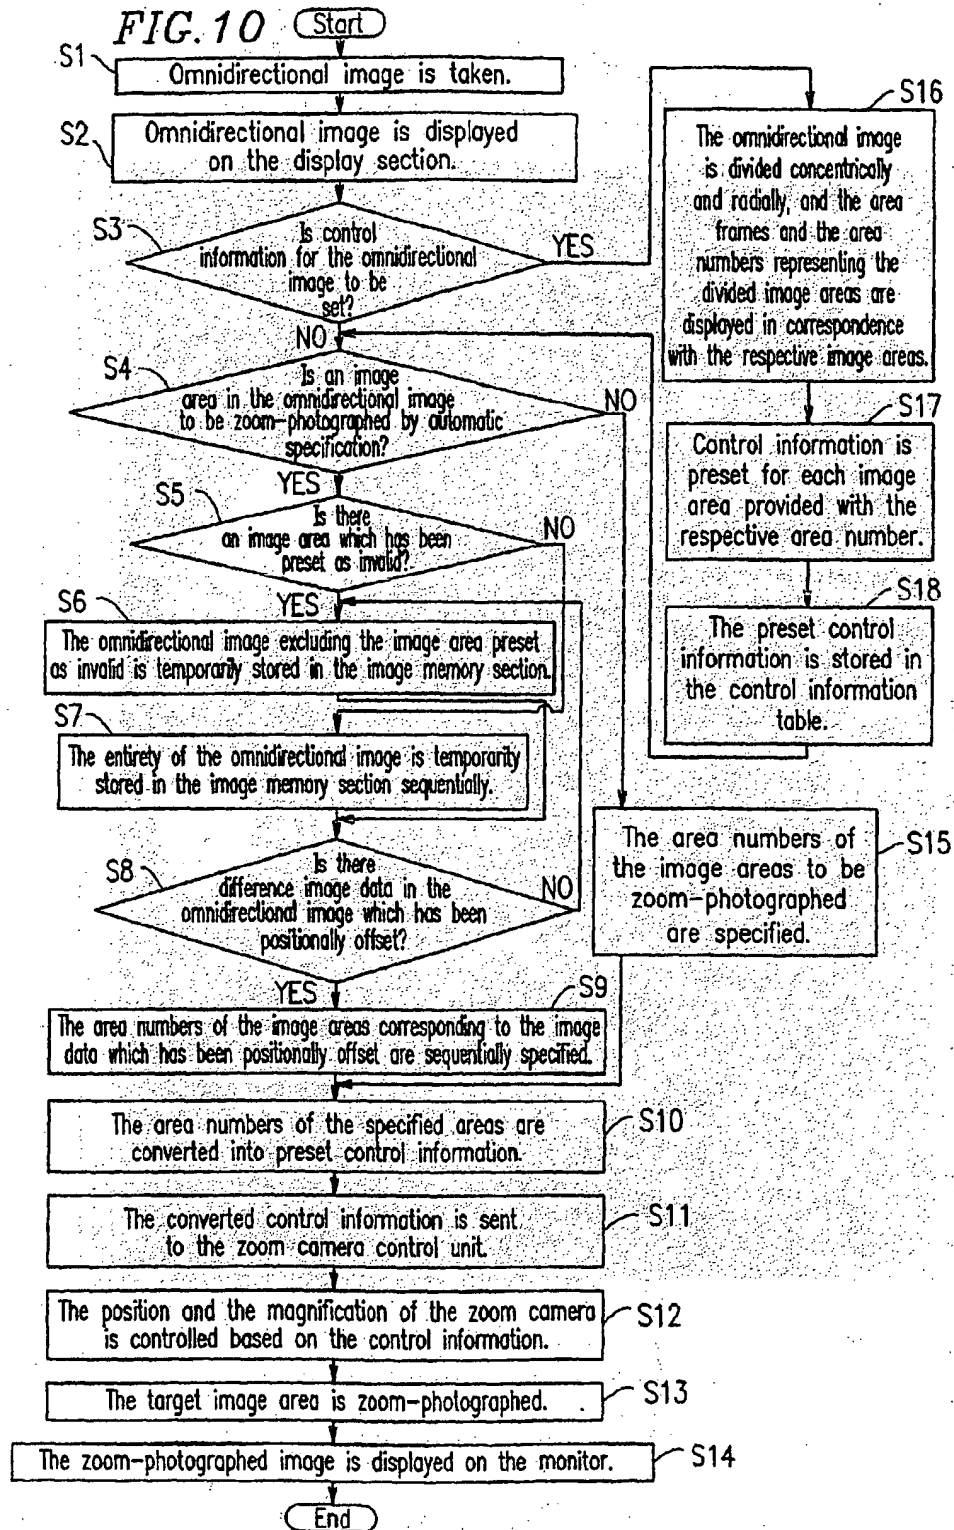 FIG. 10
Start
S1
Omnidirectional image is taken.
S2
Omnidirectional image is displayed
on the display section.
S3
Is control
information for the omnidirectional
image to be
set?
YES
NO
S4
Is an image
area in the omnidirectional image
to be zoom-photographed by automatic
specification?
NO
YES
S5
Is there
an image area which has been
preset as invalid?
NO
YES
S6
The omnidirectional image excluding the image area preset
as invalid is temporarily stored in the image memory section.
S7
The entirety of the omnidirectional image is temporarity
stored in the image memory section sequentially.
S8
Is there
difference image data in the
omnidirectional image which has been
positionally offset?
NO
YES
S9
The area numbers of the image areas corresponding to the image
data which has been positionally offset are sequentially specified.
S10
The area numbers of the specified areas are
converted into preset control information.
S11
The converted control information is sent
to the zoom camera control unit.
S12
The position and the magnification of the zoom camera
is controlled based on the control information.
S13
The target image area is zoom-photographed.
S14
The zoom-photographed image is displayed on the monitor.
End
S16
The omnidirectional image
is divided concentrically
and radially, and the area
frames and the area
numbers representing the
divided image areas are
displayed in correspondence
with the respective image areas.
S17
Control information is
preset for each image
area provided with the
respective area number.
S18
The preset control
information is stored in
the control information
table.
S15
The area numbers of
the image areas to be
zoom-photographed
are specified.